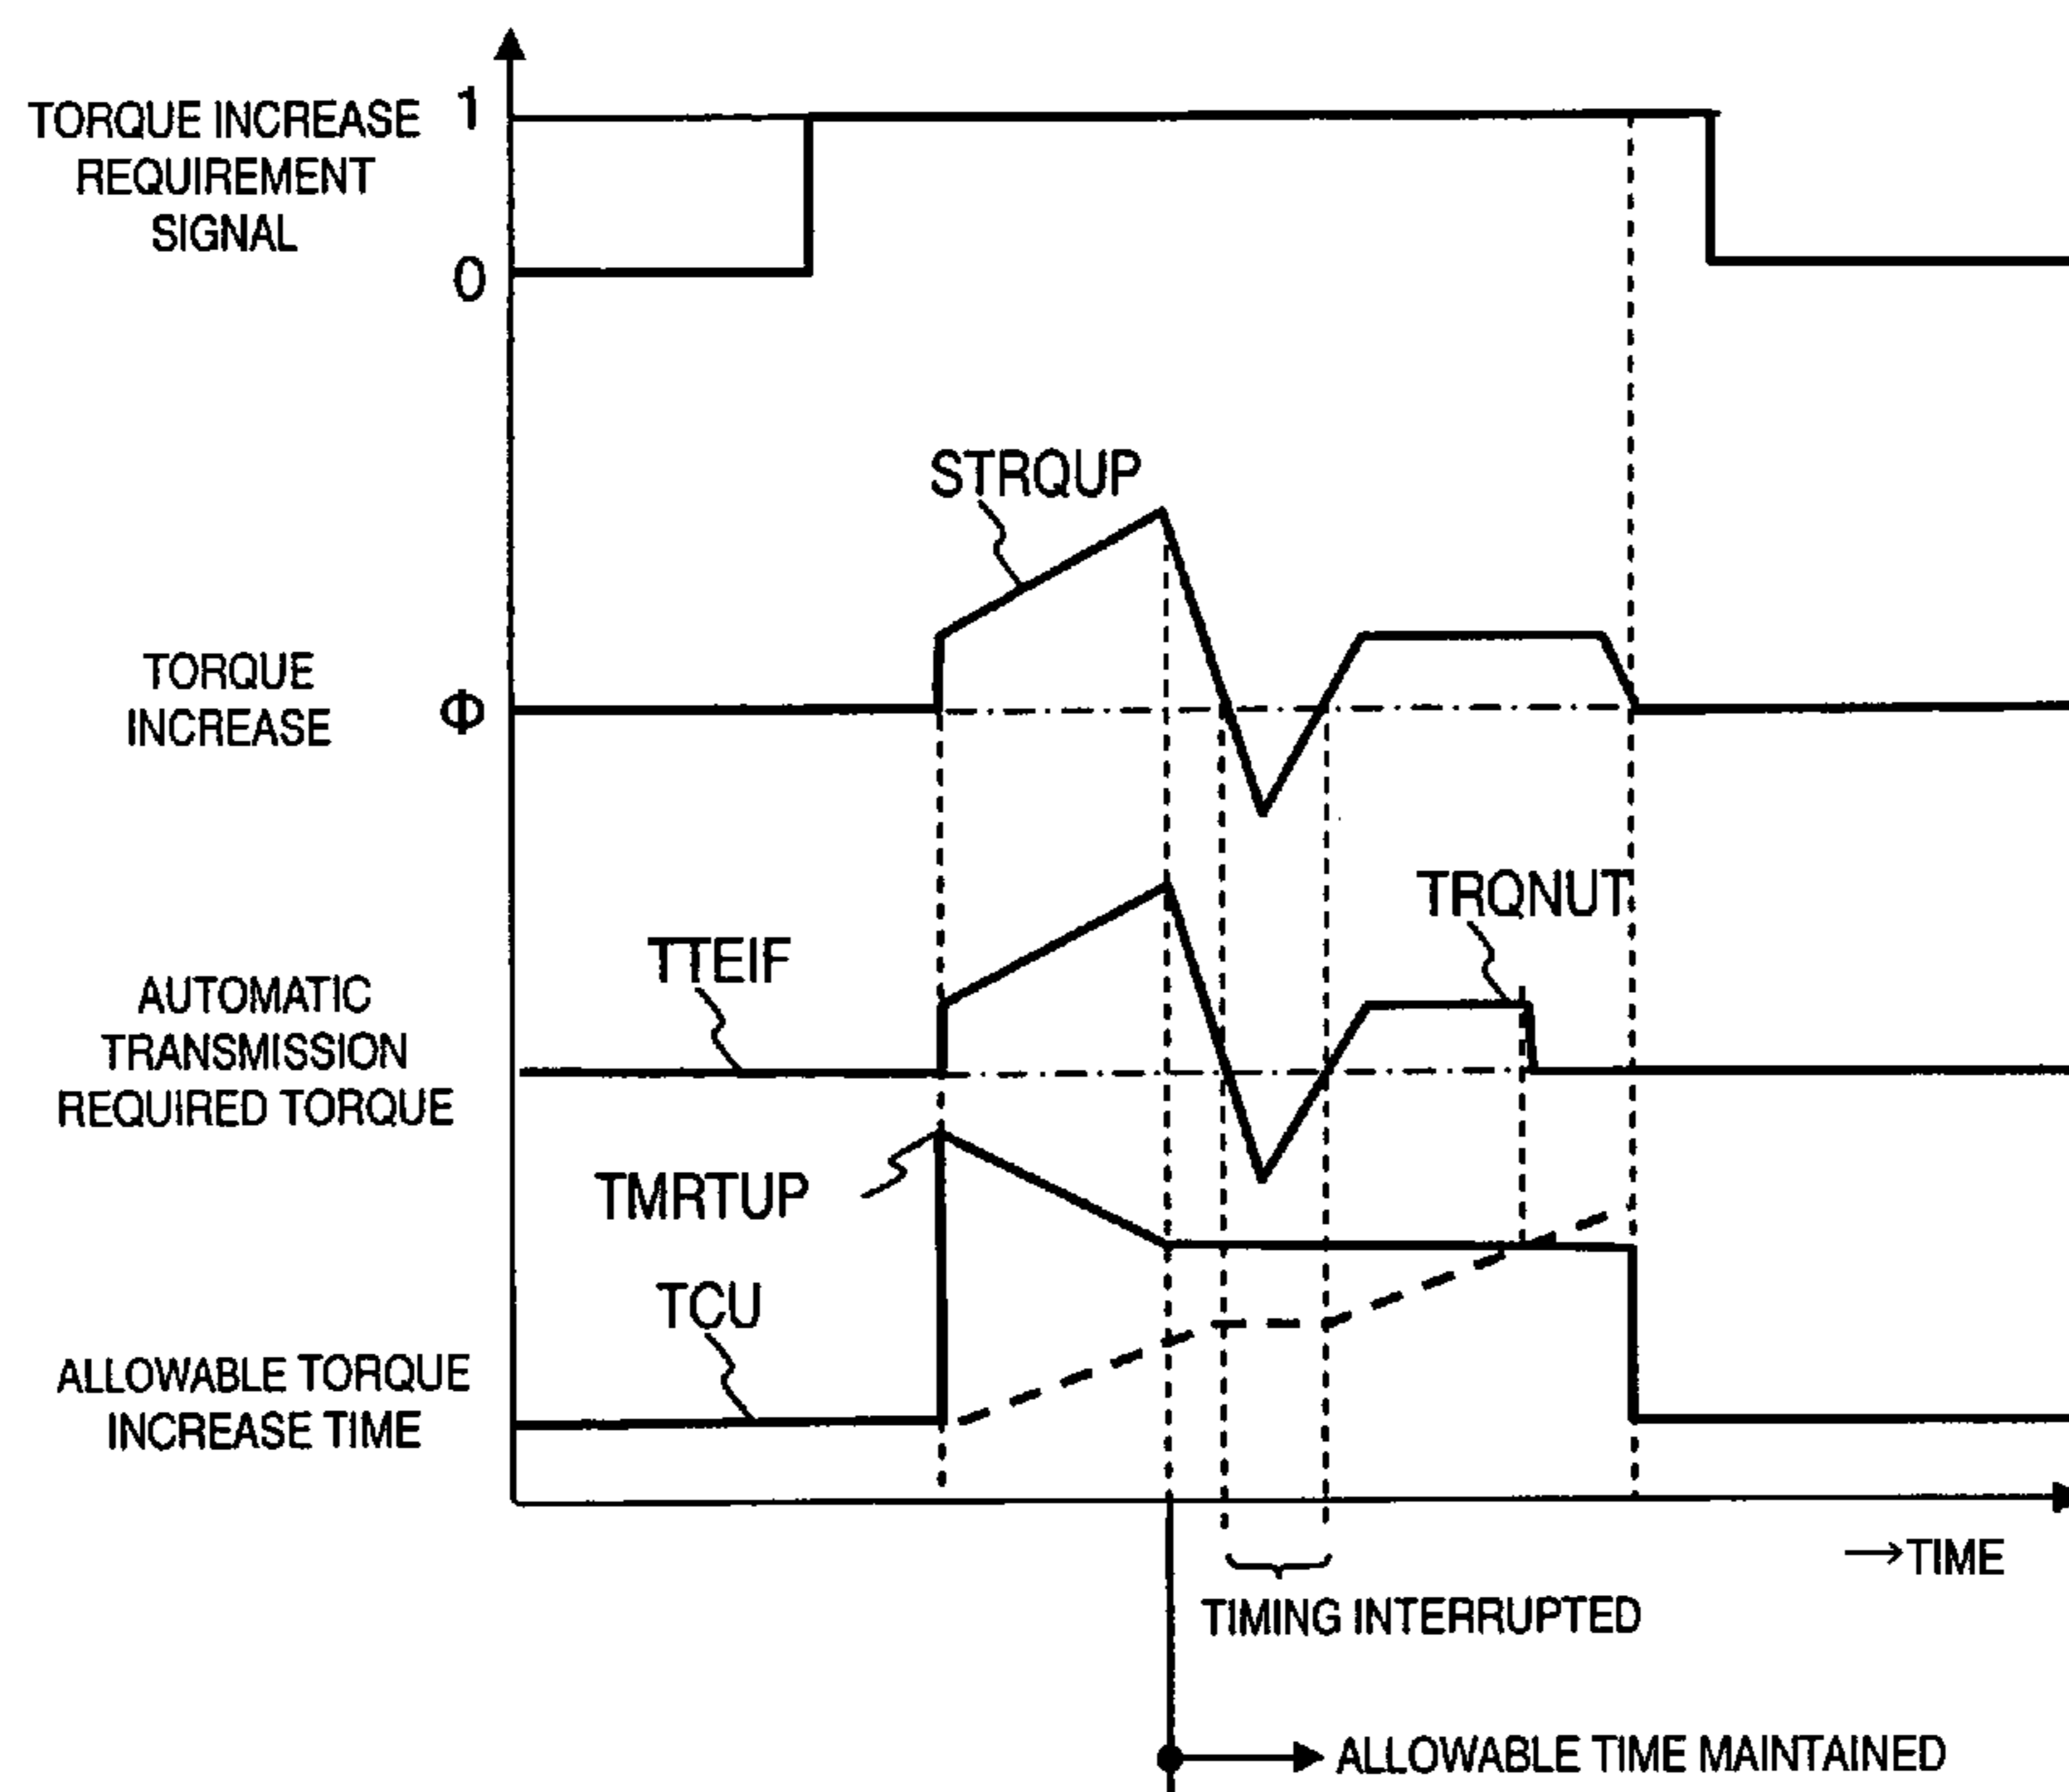 TORQUE INCREASE
REQUIREMENT
SIGNAL
1
0
STRQUP
TORQUE
INCREASE
Φ
TRQNUT
TTEIF
AUTOMATIC
TRANSMISSION
REQUIRED TORQUE
TMRTUP
TCU
ALLOWABLE TORQUE
INCREASE TIME
→TIME
TIMING INTERRUPTED
ALLOWABLE TIME MAINTAINED